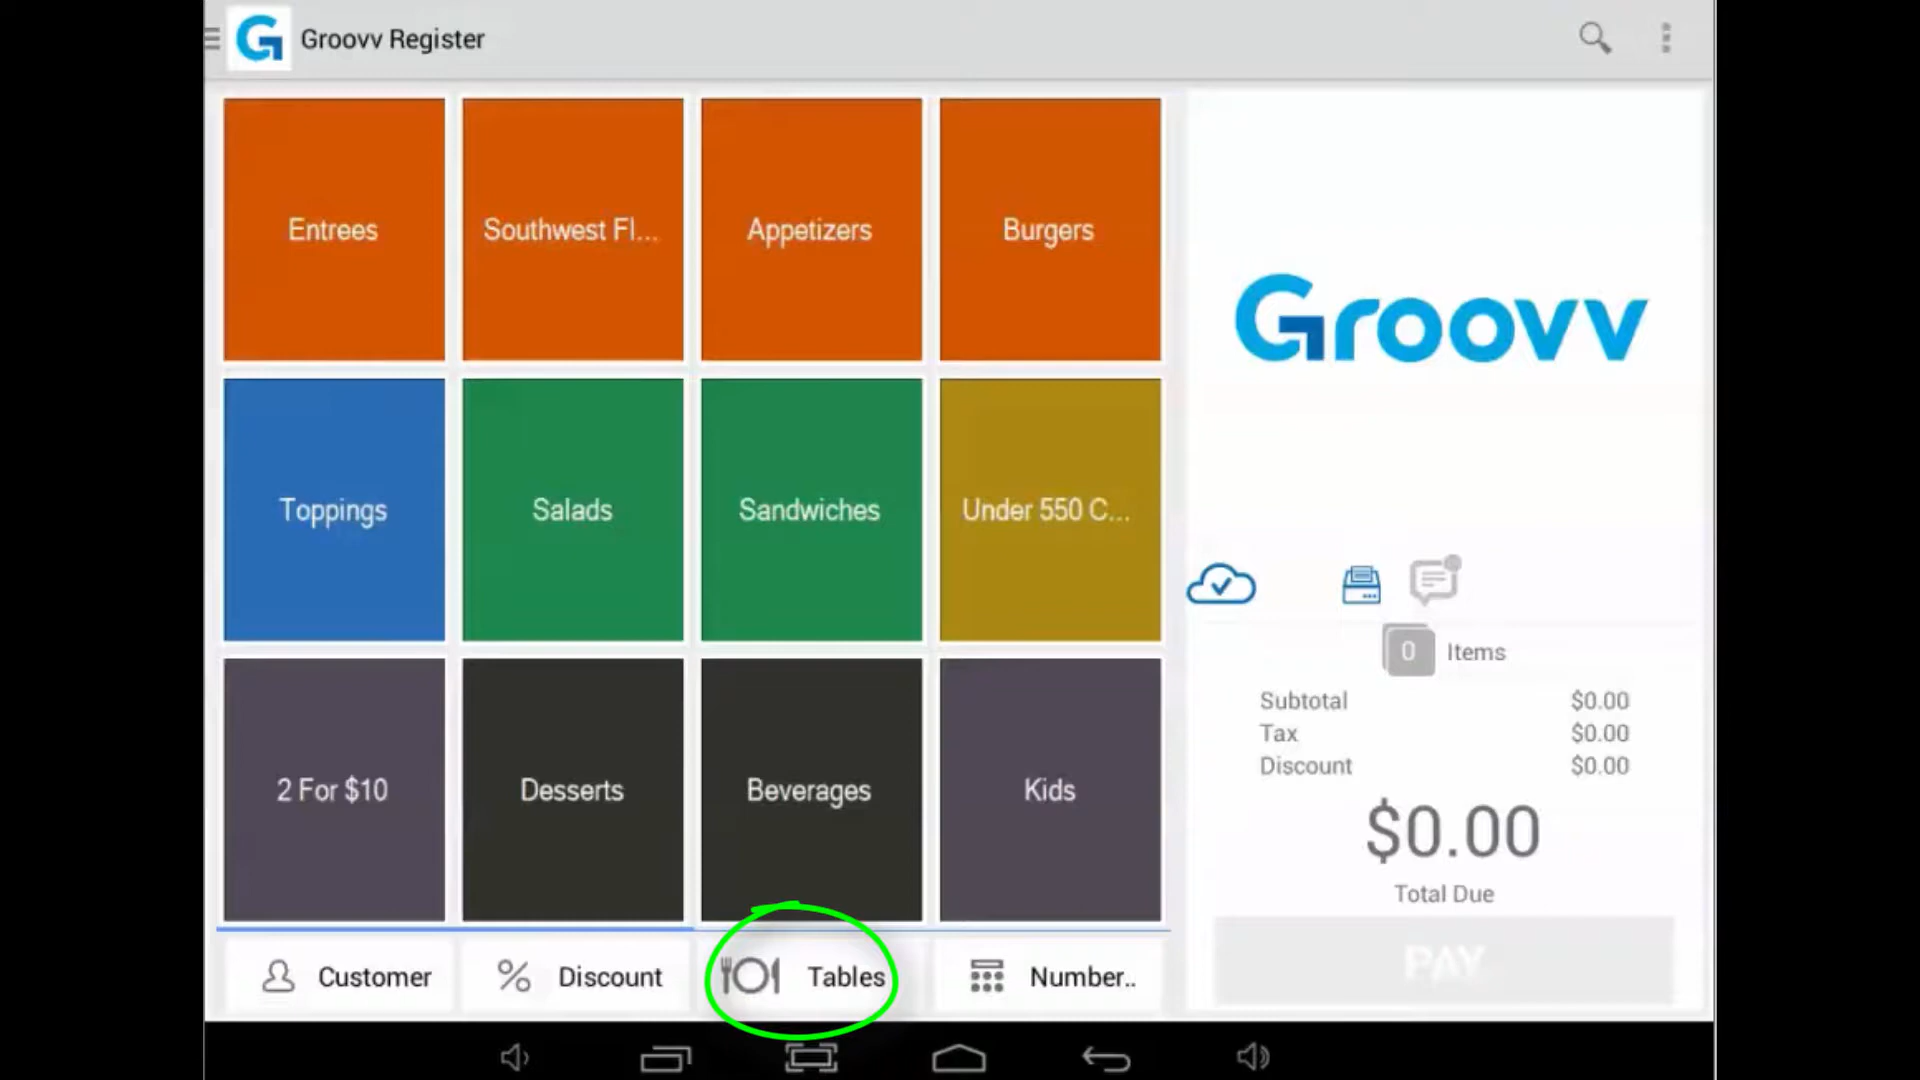 Groovv Register
Entrees
Southwest Fl...
Appetizers
Burgers
Toppings
Salads
Sandwiches
Under 550 C...
2 For $10
Desserts
Beverages
Kids
Customer
% Discount
Tables
Number..
Groovv
0 Items
Subtotal $0.00
Tax $0.00
Discount $0.00
$0.00
Total Due
PAY